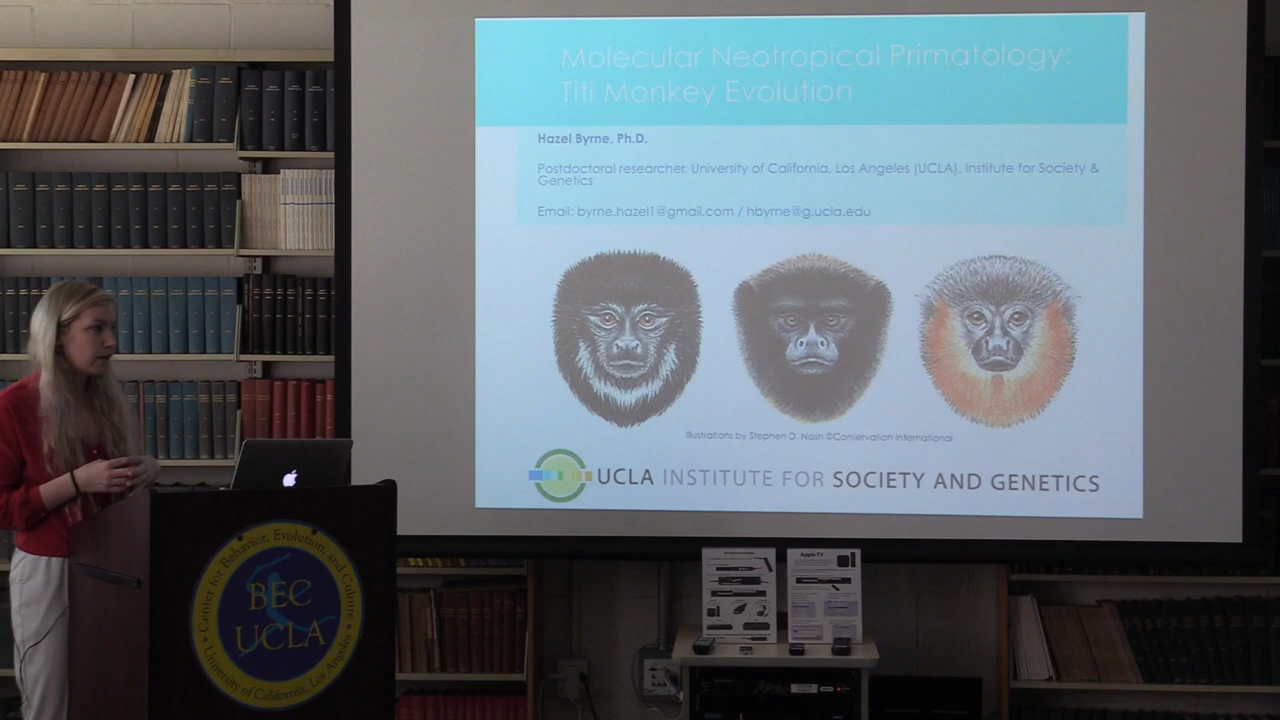 Molecular Neotropical Primatology:
Titi Monkey Evolution
Hazel Byrne, Ph.D.
Postdoctoral researcher, University of California, Los Angeles (UCLA), Institute for Society &
Genetics
Email: byrne.hazel1@gmail.com / hbyrne@g.ucla.edu
Illustrations by Stephen D. Nash ©Conservation International
UCLA INSTITUTE FOR SOCIETY AND GENETICS
Center for Behavior, Evolution, and Culture
BEC
UCLA
University of California, Los Angeles
Apple TV